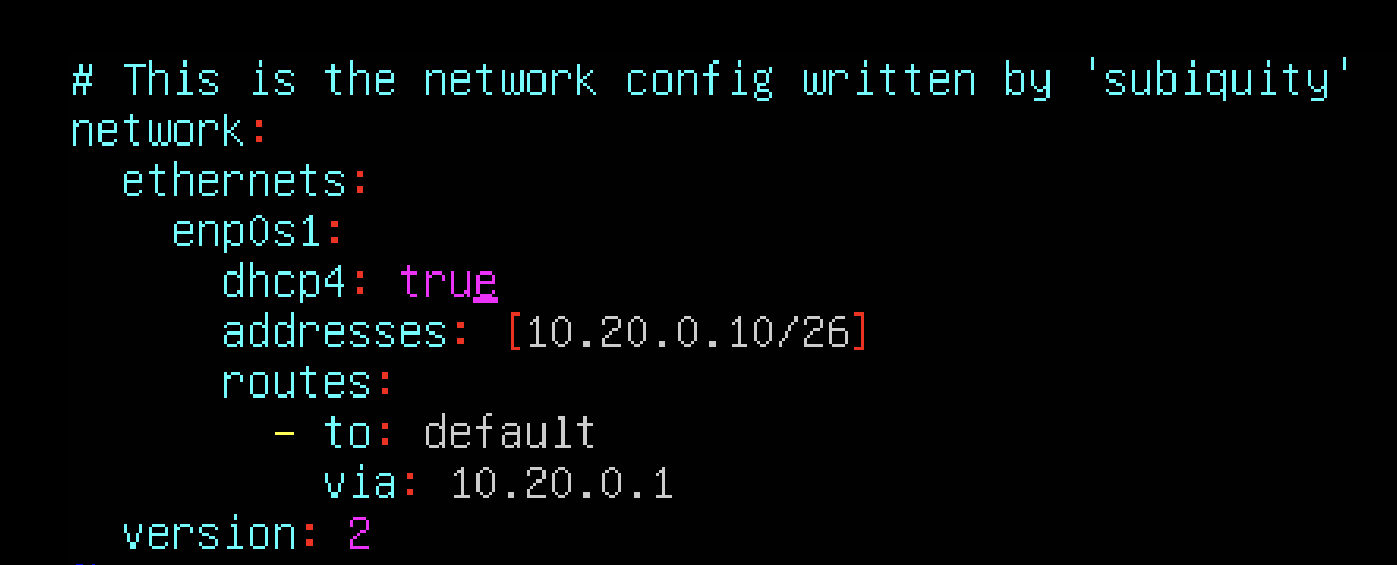 # This is the network config written by 'subiquity'
network:
  ethernets:
    enp0s1:
      dhcp4: true
      addresses: [10.20.0.10/26]
      routes:
        - to: default
          via: 10.20.0.1
  version: 2